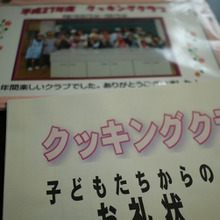 平成27年度 クッキングクラブ
年間楽しいクラブでした。ありがとうございました
クッキングクラ
子どもたちからの
お礼状